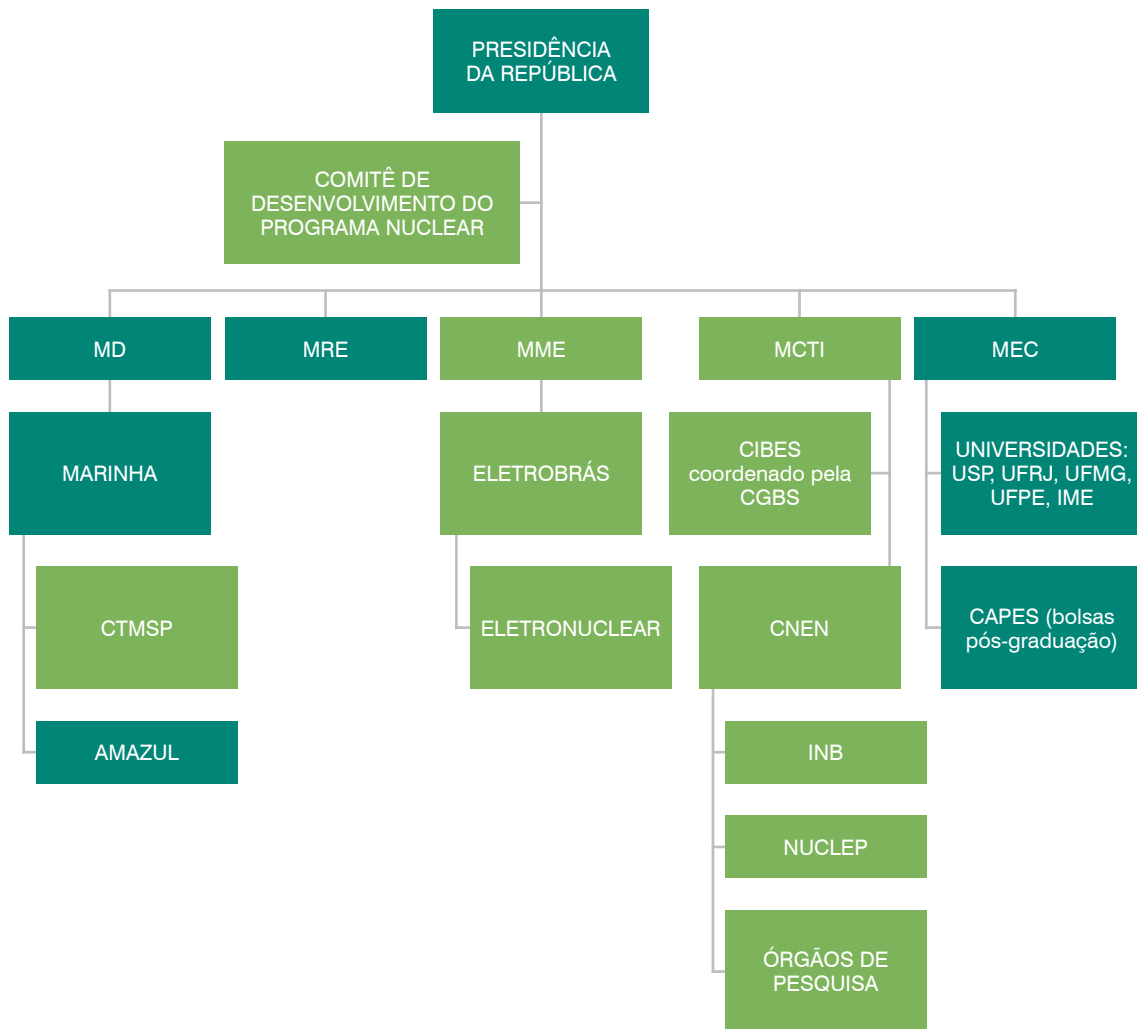 PRESIDÊNCIA
DA REPÚBLICA
COMITÊ DE
DESENVOLVIMENTO DO
PROGRAMA NUCLEAR
MD
MRE
MME
MCTI
MEC
MARINHA
ELETROBRÁS
CIBES
coordenado pela
CGBS
UNIVERSIDADES:
USP, UFRJ, UFMG,
UFPE, IME
CTMSP
ELETRONUCLEAR
CNEN
CAPES (bolsas
pós-graduação)
AMAZUL
INB
NUCLEP
ÓRGÃOS DE
PESQUISA